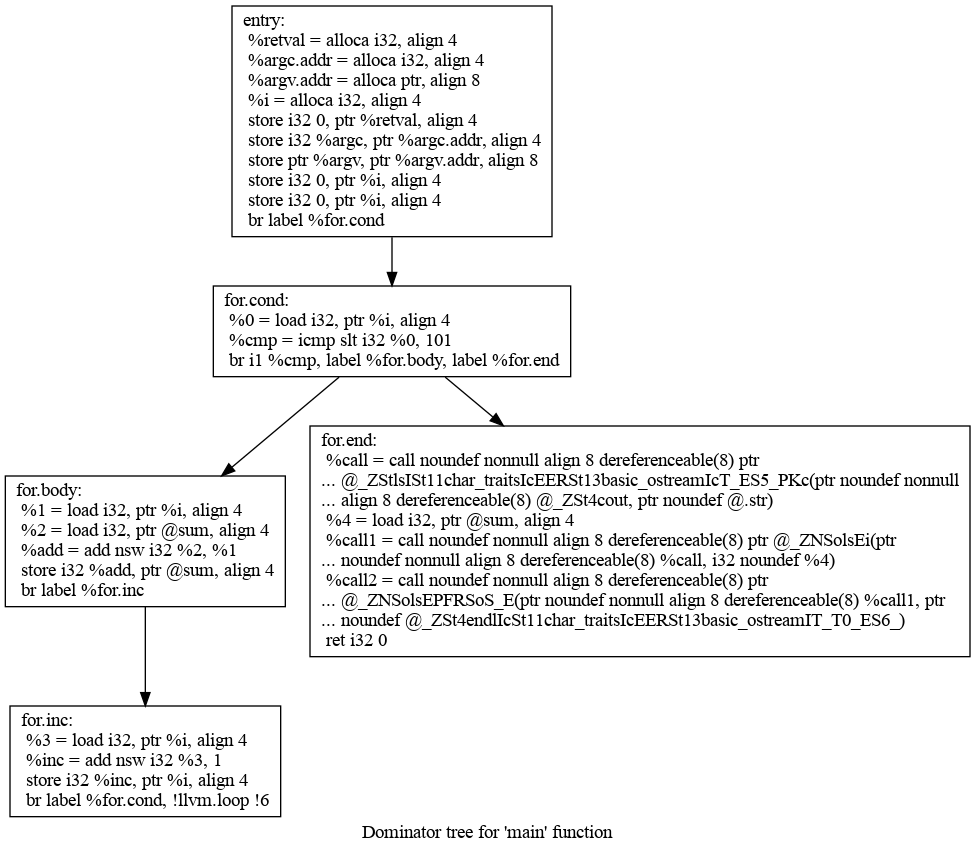 entry:
%retval = alloca i32, align 4
%argc.addr = alloca i32, align 4
%argv.addr = alloca ptr, align 8
%i = alloca i32, align 4
store i32 0, ptr %retval, align 4
store i32 %argc, ptr %argc.addr, align 4
store ptr %argv, ptr %argv.addr, align 8
store i32 0, ptr %i, align 4
store i32 0, ptr %i, align 4
br label %for.cond
for.cond:
%0 = load i32, ptr %i, align 4
%cmp = icmp slt i32 %0, 101
br i1 %cmp, label %for.body, label %for.end
for.body:
%1 = load i32, ptr %i, align 4
%2 = load i32, ptr @sum, align 4
%add = add nsw i32 %2, %1
store i32 %add, ptr @sum, align 4
br label %for.inc
for.end:
%call = call noundef nonnull align 8 dereferenceable(8) ptr
... @_ZStlsISt11char_traitsIcEERSt13basic_ostreamIcT_ES5_PKc(ptr noundef nonnull
... align 8 dereferenceable(8) @_ZSt4cout, ptr noundef @.str)
%4 = load i32, ptr @sum, align 4
%call1 = call noundef nonnull align 8 dereferenceable(8) ptr @_ZNSolsEi(ptr
... noundef nonnull align 8 dereferenceable(8) %call, i32 noundef %4)
%call2 = call noundef nonnull align 8 dereferenceable(8) ptr
... @_ZNSolsEPFRSoS_E(ptr noundef nonnull align 8 dereferenceable(8) %call1, ptr
... noundef @_ZSt4endlIcSt11char_traitsIcEERSt13basic_ostreamIT_T0_ES6_)
ret i32 0
for.inc:
%3 = load i32, ptr %i, align 4
%inc = add nsw i32 %3, 1
store i32 %inc, ptr %i, align 4
br label %for.cond, !llvm.loop !6
Dominator tree for 'main' function